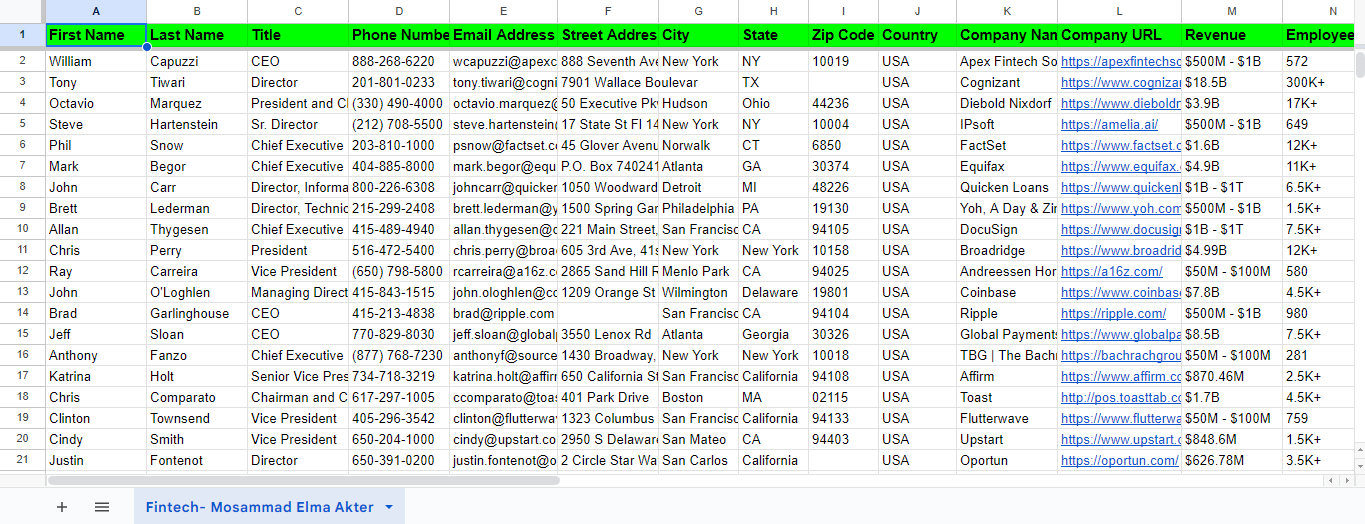 A B C D E F G H I J K L M N
1 First Name Last Name Title Phone Numbe Email Address Street Addres City State Zip Code Country Company Nan Company URL Revenue Employee
2 William Capuzzi CEO 888-268-6220 wcapuzzi@apexc 888 Seventh Ave New York NY 10019 USA Apex Fintech So https://apexfintechsc $500M - $1B 572
3 Tony Tiwari Director 201-801-0233 tony.tiwari@cogni 7901 Wallace Boulevar TX USA Cognizant https://www.cogniza $18.5B 300K+
4 Octavio Marquez President and Cl (330) 490-4000 octavio.marquez@ 50 Executive Pk Hudson Ohio 44236 USA Diebold Nixdorf https://www.dieboldn $3.9B 17K+
5 Steve Hartenstein Sr. Director (212) 708-5500 steve.hartenstein( 17 State St Fl 14 New York NY 10004 USA IPsoft https://amelia.ai/ $500M - $1B 649
6 Phil Snow Chief Executive 203-810-1000 psnow@factset.c 45 Glover Avenu Norwalk CT 6850 USA FactSet https://www.factset.c $1.6B 12K+
7 Mark Begor Chief Executive 404-885-8000 mark.begor@equ P.O. Box 740241 Atlanta GA 30374 USA Equifax https://www.equifax. $4.9B 11K+
8 John Carr Director, Informa 800-226-6308 johncarr@quicken 1050 Woodward Detroit MI 48226 USA Quicken Loans https://www.quickenl $1B - $1T 6.5K+
9 Brett Lederman Director, Technic 215-299-2408 brett.lederman@y 1500 Spring Gar Philadelphia PA 19130 USA Yoh, A Day & Zir https://www.yoh.com $500M - $1B 1.5K+
10 Allan Thygesen Chief Executive 415-489-4940 allan.thygesen@c 221 Main Street, San Francisc CA 94105 USA DocuSign https://www.docusig $1B - $1T 7.5K+
11 Chris Perry President 516-472-5400 chris.perry@broa 605 3rd Ave, 41s New York New York 10158 USA Broadridge https://www.broadrid $4.99B 12K+
12 Ray Carreira Vice President (650) 798-5800 rcarreira@a16z.c 2865 Sand Hill R Menlo Park CA 94025 USA Andreessen Hor https://a16z.com/ $50M - $100M 580
13 John O'Loghlen Managing Direct 415-843-1515 john.ologhlen@cc 1209 Orange St Wilmington Delaware 19801 USA Coinbase https://www.coinbas $7.8B 4.5K+
14 Brad Garlinghouse CEO 415-213-4838 brad@ripple.com San Francisc CA 94104 USA Ripple https://ripple.com/ $500M - $1B 980
15 Jeff Sloan CEO 770-829-8030 jeff.sloan@global 3550 Lenox Rd Atlanta Georgia 30326 USA Global Payments https://www.globalpa $8.5B 7.5K+
16 Anthony Fanzo Chief Executive (877) 768-7230 anthonyf@source 1430 Broadway, New York New York 10018 USA TBG | The Bachr https://bachrachgrou $50M - $100M 281
17 Katrina Holt Senior Vice Pres 734-718-3219 katrina.holt@affir 650 California St San Francisc California 94108 USA Affirm https://www.affirm.cc $870.46M 2.5K+
18 Chris Comparato Chairman and C 617-297-1005 ccomparato@toas 401 Park Drive Boston MA 02115 USA Toast http://pos.toasttab.cc $1.7B 4.5K+
19 Clinton Townsend Vice President 405-296-3542 clinton@flutterwa 1323 Columbus San Francisc California 94133 USA Flutterwave https://www.flutterwa $50M - $100M 759
20 Cindy Smith Vice President 650-204-1000 cindy@upstart.co 2950 S Delaware San Mateo CA 94403 USA Upstart https://www.upstart.c $848.6M 1.5K+
21 Justin Fontenot Director 650-391-0200 justin.fontenot@o 2 Circle Star Wa San Carlos California USA Oportun https://oportun.com/ $626.78M 3.5K+
Fintech- Mosammad Elma Akter